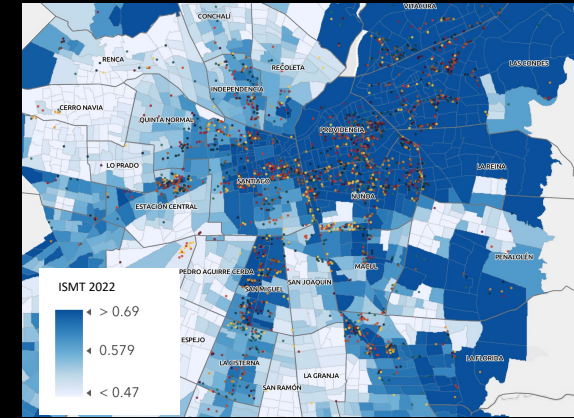 VITACURA
CONCHALÍ
RENCA
LAS CONDES
RECOLETA
INDEPENDENCIA
CERRO NAVIA
QUINTA NORMAL
PROVIDENCIA
LO PRADO
LA REINA
SANTIAGO
ÑUÑOA
ESTACIÓN CENTRAL
PEÑALOLÉN
MACUL
PEDRO AGUIRRE CERDA
SAN JOAQUÍN
SAN MIGUEL
ISMT 2022
> 0.69
0.579
< 0.47
ESPEJO
LA CISTERNA
LA FLORIDA
LA GRANJA
SAN RAMÓN